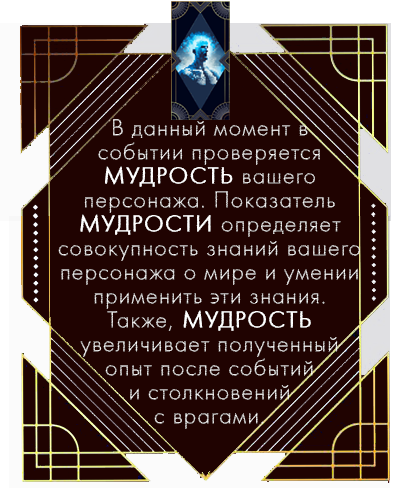 В данный момент в
событии проверяется
МУДРОСТЬ вашего
персонажа. Показатель
МУДРОСТИ определяет
совокупность знаний вашего
персонажа о мире и умении
применить эти знания.
Также, МУДРОСТЬ
увеличивает полученный
опыт после событий
и столкновений
с врагами.